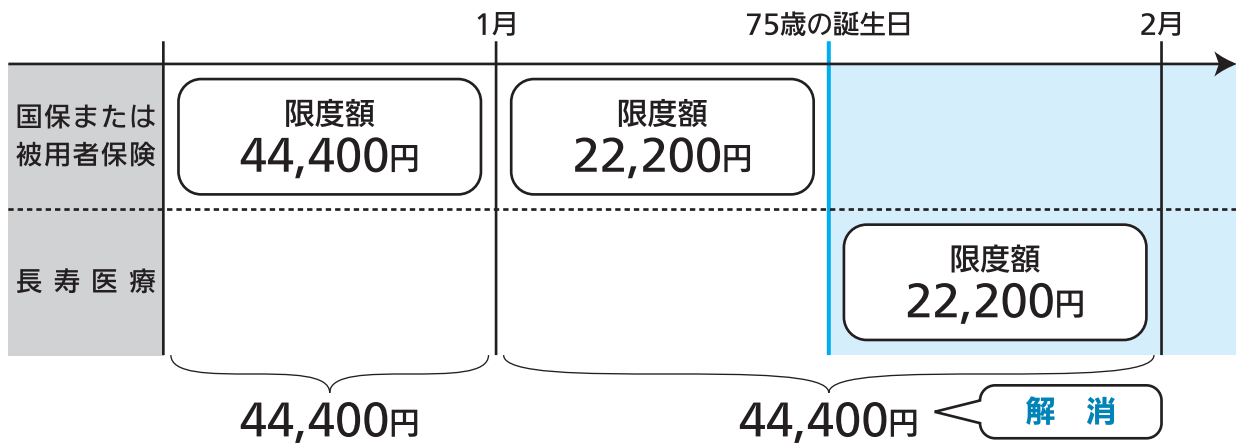 1月
75歳の誕生日
2月
国保または
被用者保険
限度額
44,400円
限度額
22,200円
長寿医療
限度額
22,200円
44,400円
44,400円
解消